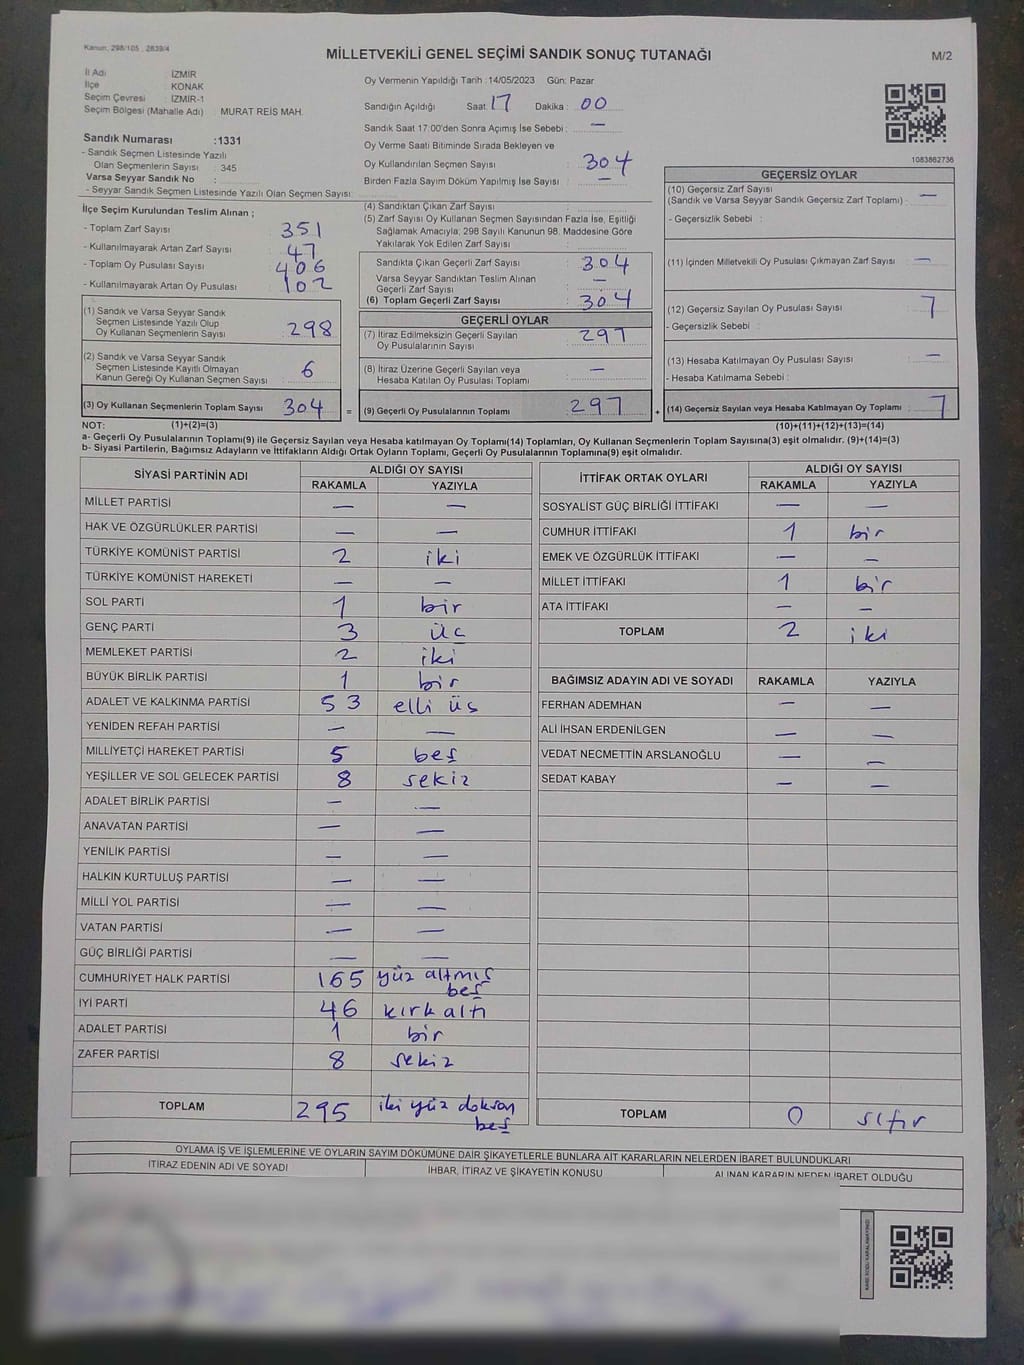 Kanun, 298/105 , 2839/4
MİLLETVEKİLİ GENEL SEÇİMİ SANDIK SONUÇ TUTANAĞI
M/2
İl Adı : İZMİR
İlçe : KONAK
Seçim Çevresi : İZMİR-1
Seçim Bölgesi (Mahalle Adı) : MURAT REİS MAH.
Oy Vermenin Yapıldığı Tarih :14/05/2023 Gün: Pazar
Sandığın Açıldığı Saat: 17 Dakika : 00
Sandık Saat 17:00'den Sonra Açımış İse Sebebi : —
Oy Verme Saati Bitiminde Sırada Bekleyen ve
Oy Kullandırılan Seçmen Sayısı : 304
Birden Fazla Sayım Döküm Yapılmış İse Sayısı : —
1083862736
Sandık Numarası :1331
- Sandık Seçmen Listesinde Yazılı
Olan Seçmenlerin Sayısı : 345
Varsa Seyyar Sandık No :
- Seyyar Sandık Seçmen Listesinde Yazılı Olan Seçmen Sayısı:
İlçe Seçim Kurulundan Teslim Alınan ;
- Toplam Zarf Sayısı : 351
- Kullanılmayarak Artan Zarf Sayısı : 47
- Toplam Oy Pusulası Sayısı : 406
- Kullanılmayarak Artan Oy Pusulası : 102
(1) Sandık ve Varsa Seyyar Sandık
Seçmen Listesinde Yazılı Olup
Oy Kullanan Seçmenlerin Sayısı : 298
(2) Sandık ve Varsa Seyyar Sandık
Seçmen Listesinde Kayıtlı Olmayan
Kanun Gereği Oy Kullanan Seçmen Sayısı : 6
(3) Oy Kullanan Seçmenlerin Toplam Sayısı : 304 =
(4) Sandıktan Çıkan Zarf Sayısı :
(5) Zarf Sayısı Oy Kullanan Seçmen Sayısından Fazla İse, Eşitliği
Sağlamak Amacıyla; 298 Sayılı Kanunun 98. Maddesine Göre
Yakılarak Yok Edilen Zarf Sayısı :
Sandıkta Çıkan Geçerli Zarf Sayısı : 304
Varsa Seyyar Sandıktan Teslim Alınan
Geçerli Zarf Sayısı : —
(6) Toplam Geçerli Zarf Sayısı : 304
GEÇERLİ OYLAR
(7) İtiraz Edilmeksizin Geçerli Sayılan
Oy Pusulalarının Sayısı : 297
(8) İtiraz Üzerine Geçerli Sayılan veya
Hesaba Katılan Oy Pusulası Toplamı : —
(9) Geçerli Oy Pusulalarının Toplamı : 297 +
GEÇERSİZ OYLAR
(10) Geçersiz Zarf Sayısı
(Sandık ve Varsa Seyyar Sandık Geçersiz Zarf Toplamı) : —
- Geçersizlik Sebebi :
(11) İçinden Milletvekili Oy Pusulası Çıkmayan Zarf Sayısı : —
(12) Geçersiz Sayılan Oy Pusulası Sayısı : 7
- Geçersizlik Sebebi :
(13) Hesaba Katılmayan Oy Pusulası Sayısı : —
- Hesaba Katılmama Sebebi :
(14) Geçersiz Sayılan veya Hesaba Katılmayan Oy Toplamı : 7
NOT: (1)+(2)=(3) (10)+(11)+(12)+(13)=(14)
a- Geçerli Oy Pusulalarının Toplamı(9) ile Geçersiz Sayılan veya Hesaba katılmayan Oy Toplamı(14) Toplamları, Oy Kullanan Seçmenlerin Toplam Sayısına(3) eşit olmalıdır. (9)+(14)=(3)
b- Siyasi Partilerin, Bağımsız Adayların ve İttifakların Aldığı Ortak Oyların Toplamı, Geçerli Oy Pusulalarının Toplamına(9) eşit olmalıdır.
SİYASİ PARTİNİN ADI ALDIĞI OY SAYISI
RAKAMLA YAZIYLA
MİLLET PARTİSİ — —
HAK VE ÖZGÜRLÜKLER PARTİSİ — —
TÜRKİYE KOMÜNİST PARTİSİ 2 iki
TÜRKİYE KOMÜNİST HAREKETİ — —
SOL PARTİ 1 bir
GENÇ PARTİ 3 üç
MEMLEKET PARTİSİ 2 iki
BÜYÜK BİRLİK PARTİSİ 1 bir
ADALET VE KALKINMA PARTİSİ 53 elli üç
YENİDEN REFAH PARTİSİ — —
MİLLİYETÇİ HAREKET PARTİSİ 5 beş
YEŞİLLER VE SOL GELECEK PARTİSİ 8 sekiz
ADALET BİRLİK PARTİSİ — —
ANAVATAN PARTİSİ — —
YENİLİK PARTİSİ — —
HALKIN KURTULUŞ PARTİSİ — —
MİLLİ YOL PARTİSİ — —
VATAN PARTİSİ — —
GÜÇ BİRLİĞİ PARTİSİ — —
CUMHURİYET HALK PARTİSİ 165 yüz altmış
beş
İYİ PARTİ 46 kırk altı
ADALET PARTİSİ 1 bir
ZAFER PARTİSİ 8 sekiz
TOPLAM 295 iki yüz doksan
beş
İTTİFAK ORTAK OYLARI ALDIĞI OY SAYISI
RAKAMLA YAZIYLA
SOSYALİST GÜÇ BİRLİĞİ İTTİFAKI — —
CUMHUR İTTİFAKI 1 bir
EMEK VE ÖZGÜRLÜK İTTİFAKI — —
MİLLET İTTİFAKI 1 bir
ATA İTTİFAKI — —
TOPLAM 2 iki
BAĞIMSIZ ADAYIN ADI VE SOYADI RAKAMLA YAZIYLA
FERHAN ADEMHAN — —
ALİ İHSAN ERDENİLGEN — —
VEDAT NECMETTİN ARSLANOĞLU — —
SEDAT KABAY — —
TOPLAM 0 sıfır
OYLAMA İŞ VE İŞLEMLERİNE VE OYLARIN SAYIM DÖKÜMÜNE DAİR ŞİKAYETLERLE BUNLARA AİT KARARLARIN NELERDEN İBARET BULUNDUKLARI
İTİRAZ EDENİN ADI VE SOYADI İHBAR, İTİRAZ VE ŞİKAYETİN KONUSU ALINAN KARARIN NEDEN İBARET OLDUĞU